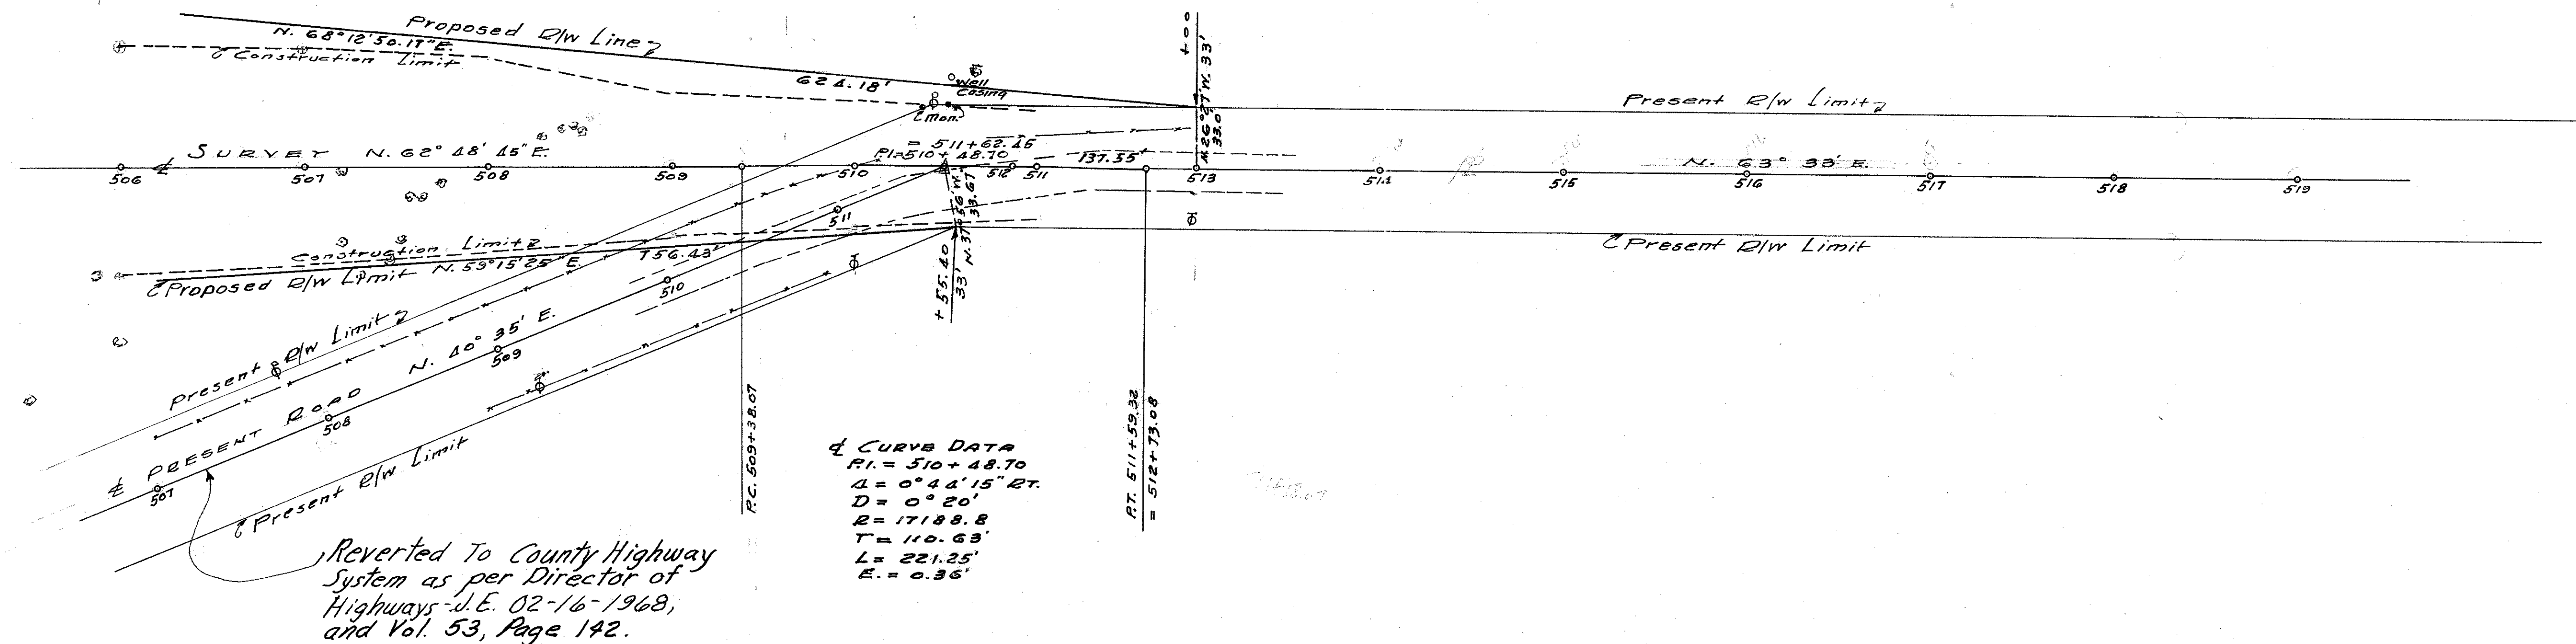 Proposed R/W Line
N. 68°12'50.17"E.
Construction Limit
624.18'
Well
Casing
Mon.
+00
N. 26°27'W. 33'
33.0'
Present R/W Limit
℄ SURVEY N. 62° 48' 45" E.
= 511+62.45
P.I.=510+48.70
137.55'
N. 63° 33' E.
506 507 508 509 510 512 511 513 514 515 516 517 518 519
511
Construction Limit
N. 59°15'25" E.
756.43'
Proposed R/W Limit
510
+55.40
33'
N. 37°56'W.
33.67'
Present R/W Limit
Present R/W Limit
℄ PRESENT ROAD N. 40° 35' E.
509
508
507
Present R/W Limit
P.C. 509+38.07
P.T. 511+59.32
= 512+73.08
℄ CURVE DATA
P.I. = 510+48.70
Δ = 0°44'15" RT.
D = 0°20'
R = 17188.8
T = 110.63'
L = 221.25'
E. = 0.36'
Reverted To County Highway
System as per Director of
Highways-J.E. 02-16-1968,
and Vol. 53, Page 142.